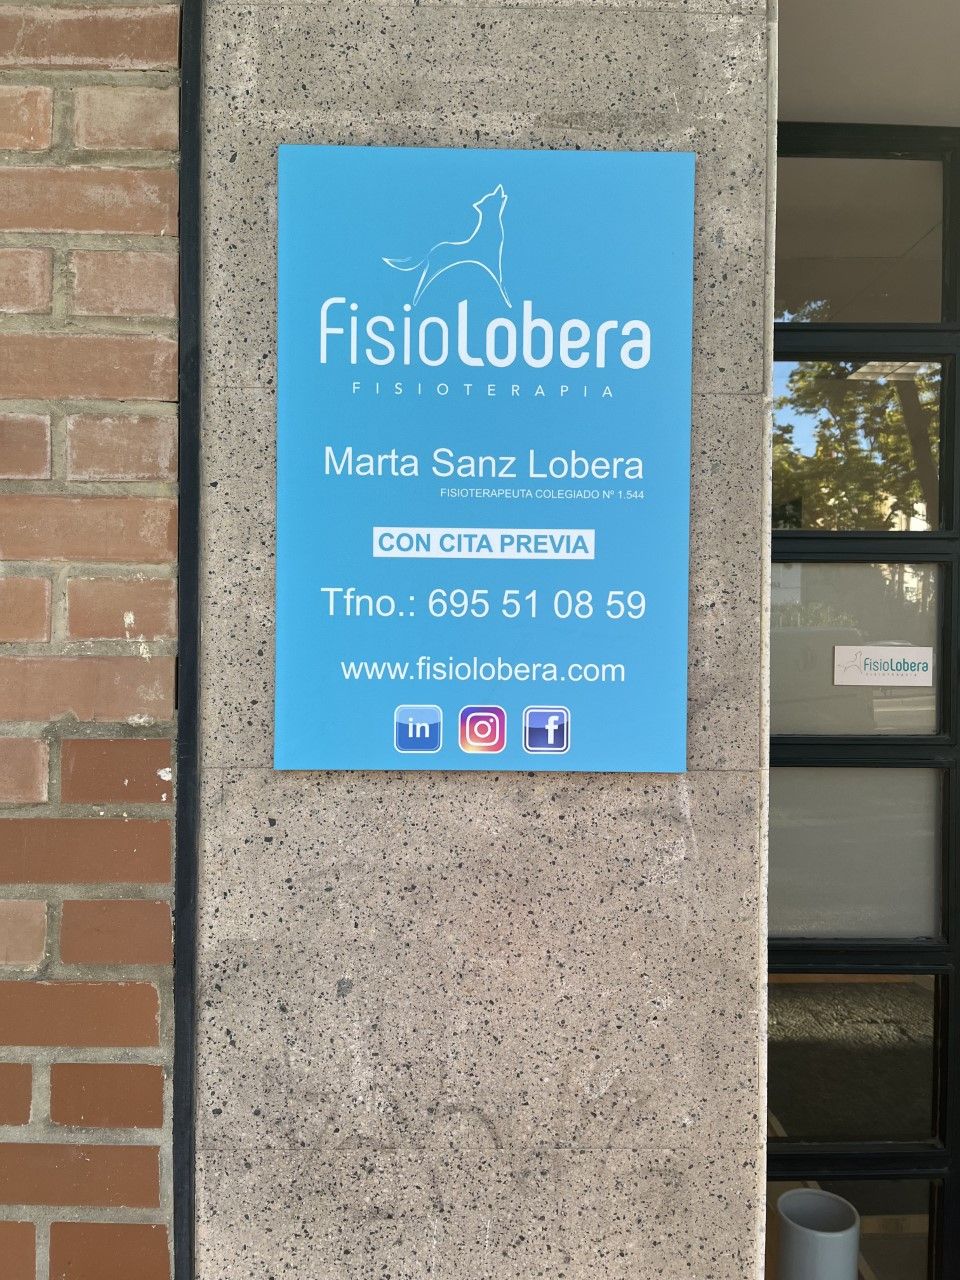 fisioLobera
FISIOTERAPIA
Marta Sanz Lobera
FISIOTERAPEUTA COLEGIADO Nº 1.544
CON CITA PREVIA
Tfno.: 695 51 08 59
www.fisiolobera.com
in
f
fisioLobera
FISIOTERAPIA